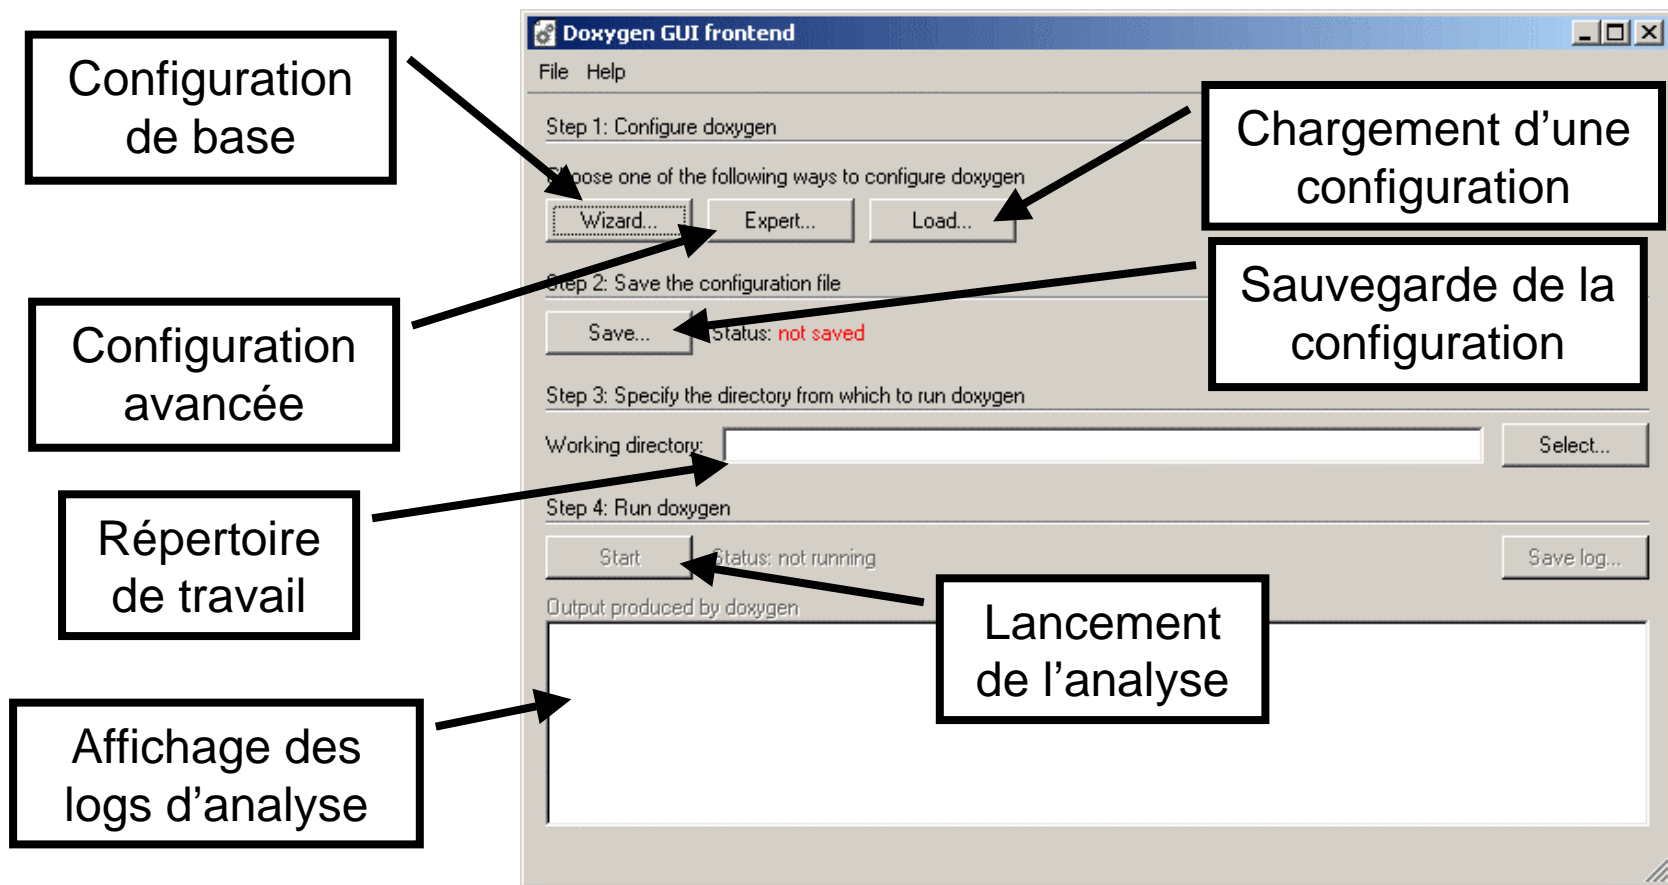 Doxygen GUI frontend
File Help
Configuration
de base
Chargement d’une
configuration
Step 1: Configure doxygen
Choose one of the following ways to configure doxygen
Wizard... Expert... Load...
Sauvegarde de la
configuration
Step 2: Save the configuration file
Save... Status: not saved
Configuration
avancée
Step 3: Specify the directory from which to run doxygen
Working directory: Select...
Répertoire
de travail
Step 4: Run doxygen
Start Status: not running Save log...
Output produced by doxygen
Lancement
de l’analyse
Affichage des
logs d’analyse